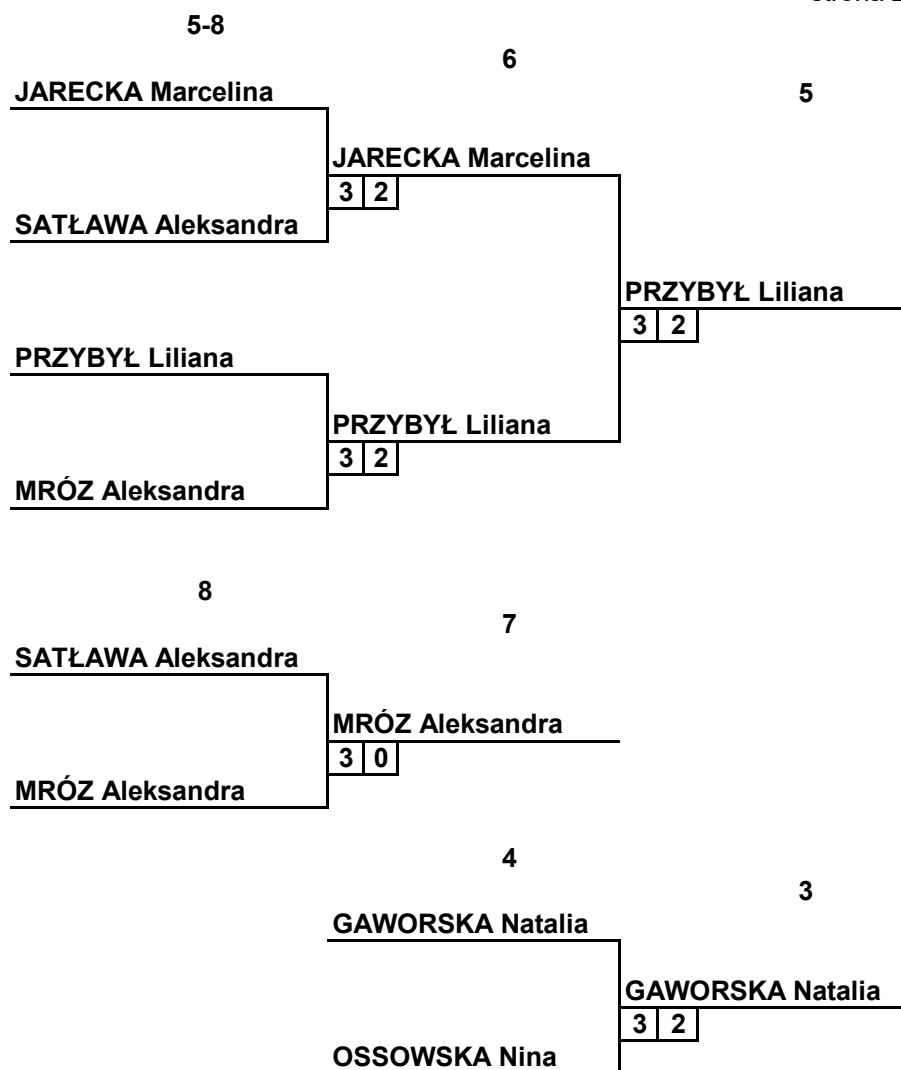 5-8
6
JARECKA Marcelina
5
JARECKA Marcelina
3 2
SATŁAWA Aleksandra
PRZYBYŁ Liliana
3 2
PRZYBYŁ Liliana
PRZYBYŁ Liliana
3 2
MRÓZ Aleksandra
8
7
SATŁAWA Aleksandra
MRÓZ Aleksandra
3 0
MRÓZ Aleksandra
4
3
GAWORSKA Natalia
GAWORSKA Natalia
3 2
OSSOWSKA Nina